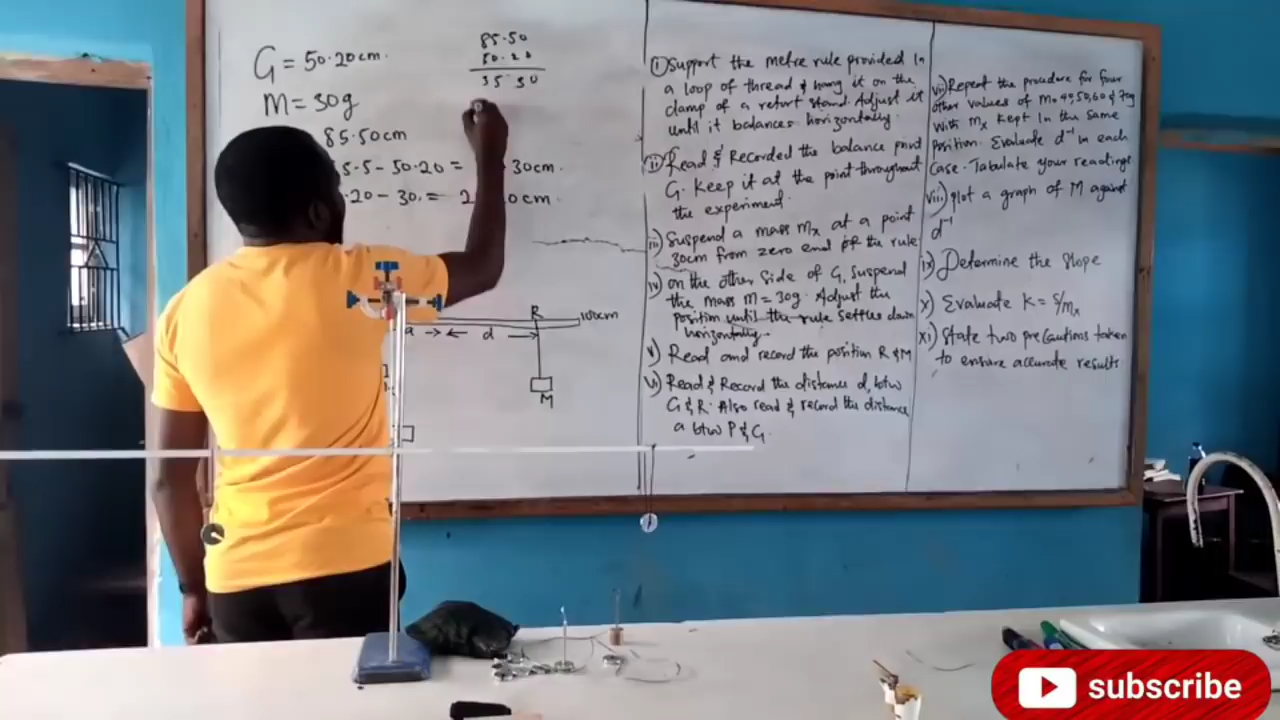 G = 50.20cm.
M = 30g
85.50cm
5.5 - 50.20 = 30cm.
.20 - 30. = 2 0cm.
85.50
50.20
35.30
R
100cm
a
d
M
i) Support the metre rule provided in
a loop of thread & hang it on the
clamp of a retort stand. Adjust it
until it balances horizontally.
ii) Read & Recorded the balance point
G. Keep it at the point throughout
the experiment.
iii) Suspend a mass Mx at a point
30cm from zero end of the rule
iv) on the other side of G, suspend
the mass m = 30g. Adjust the
position until the rule settles down
horizontally
v) Read and record the position R & M
vi) Read & Record the distance d, btw
G & R. Also read & record the distance
a btw P & G.
vii) Repeat the procedure for four
other values of M = 40, 50, 60 & 70g
with Mx kept in the same
position. Evaluate d⁻¹ in each
case. Tabulate your readings
viii) plot a graph of M against
d⁻¹
ix) Determine the slope
x) Evaluate K = S/Mx
xi) State two precautions taken
to ensure accurate results
subscribe